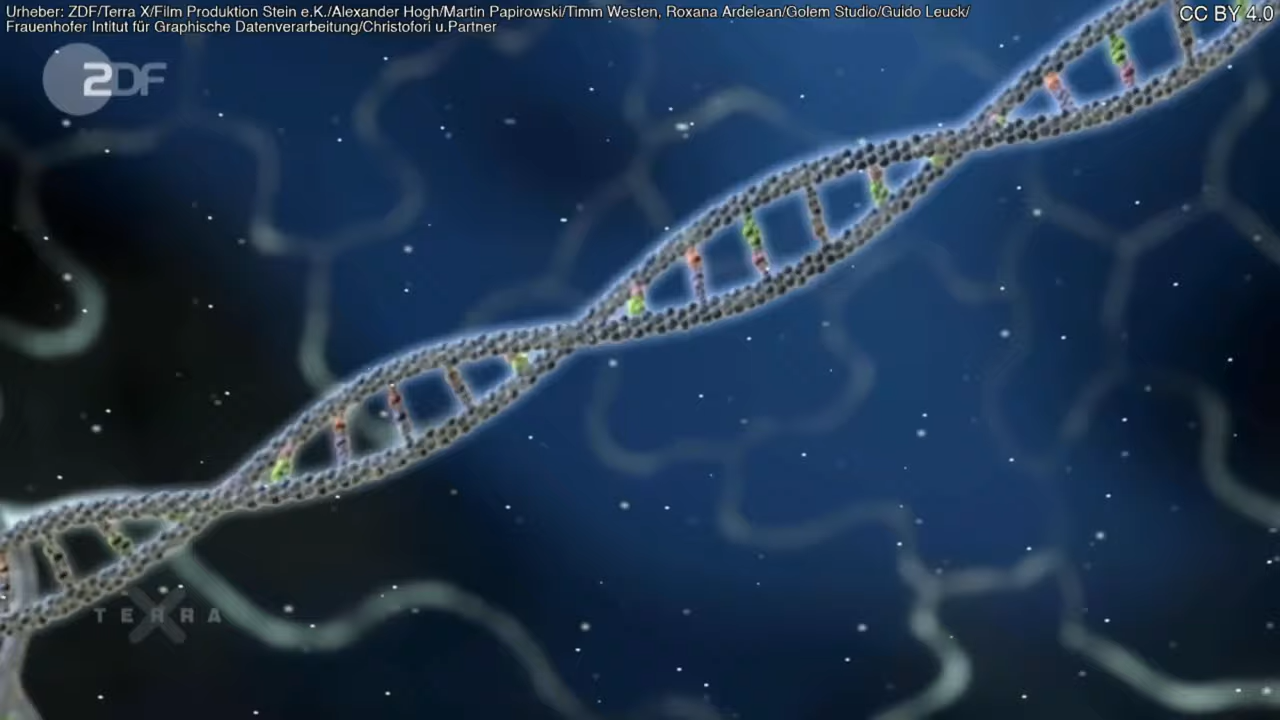 Urheber: ZDF/Terra X/Film Produktion Stein e.K./Alexander Hogh/Martin Papirowski/Timm Westen, Roxana Ardelean/Golem Studio/Guido Leuck/
Frauenhofer Intitut für Graphische Datenverarbeitung/Christofori u.Partner
CC BY 4.0
ZDF
TERRA X